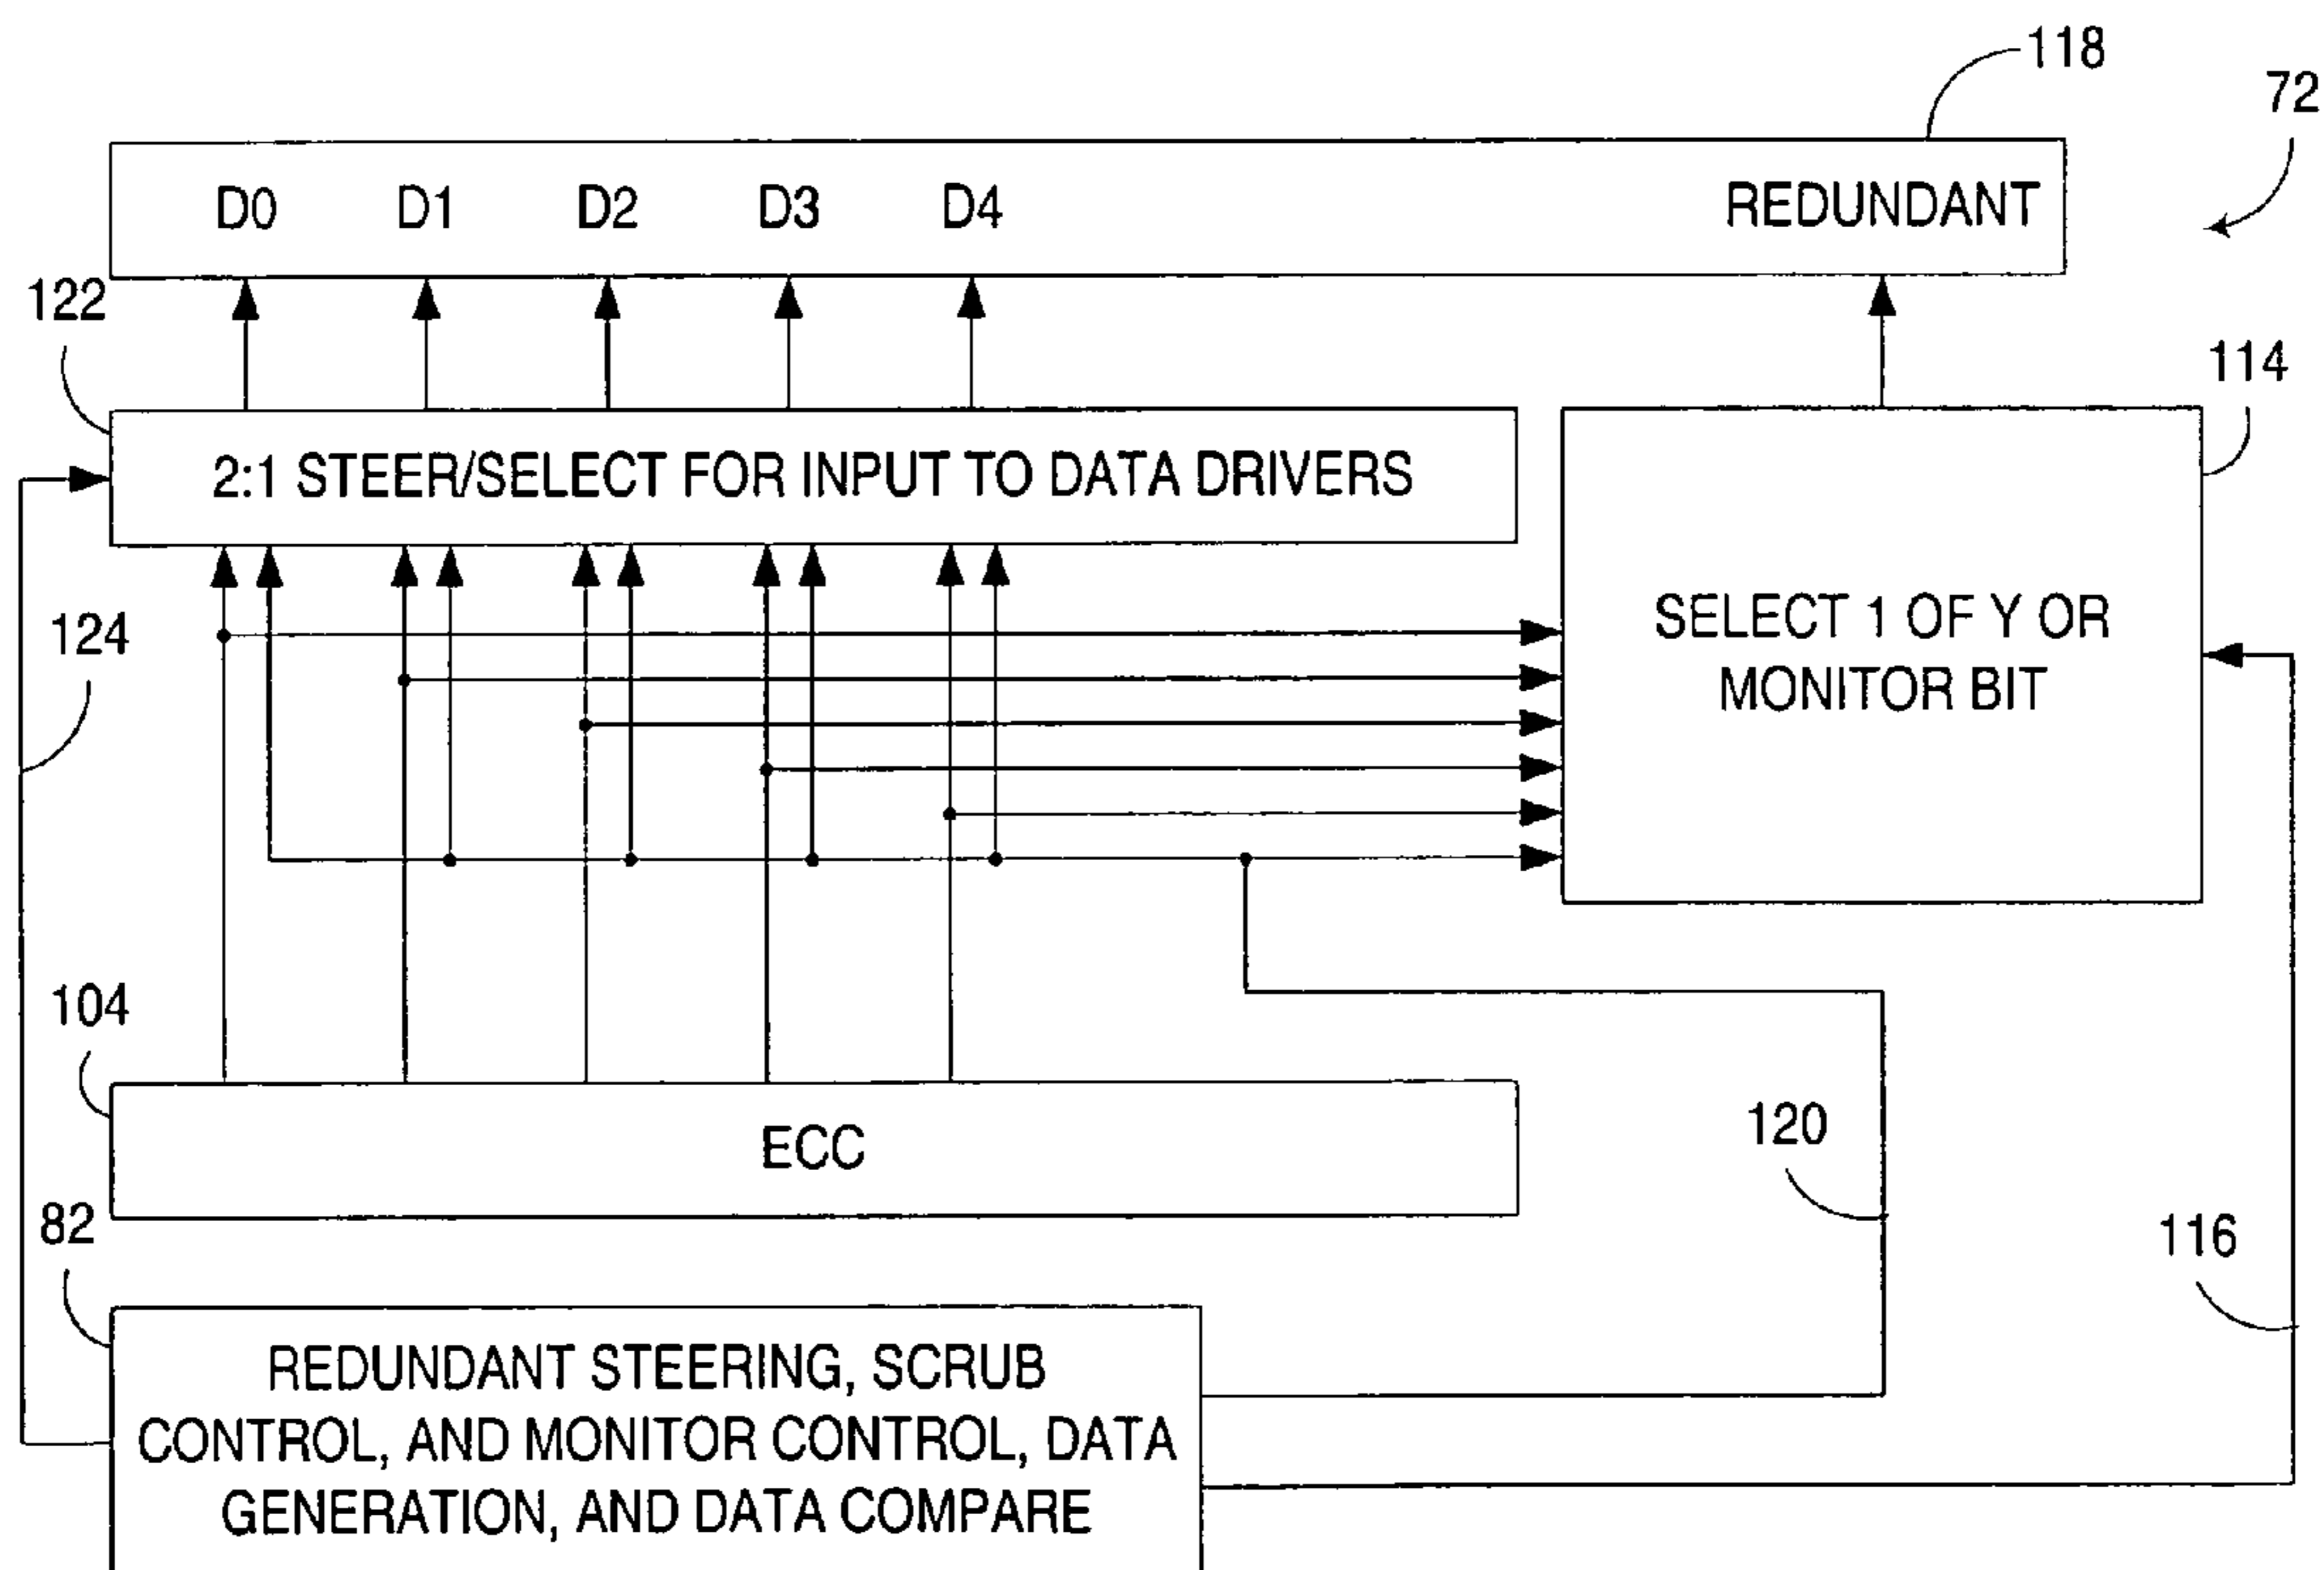 118
72
D0 D1 D2 D3 D4 REDUNDANT
122
114
2:1 STEER/SELECT FOR INPUT TO DATA DRIVERS
124
SELECT 1 OF Y OR
MONITOR BIT
104
120
ECC
82
116
REDUNDANT STEERING, SCRUB
CONTROL, AND MONITOR CONTROL, DATA
GENERATION, AND DATA COMPARE